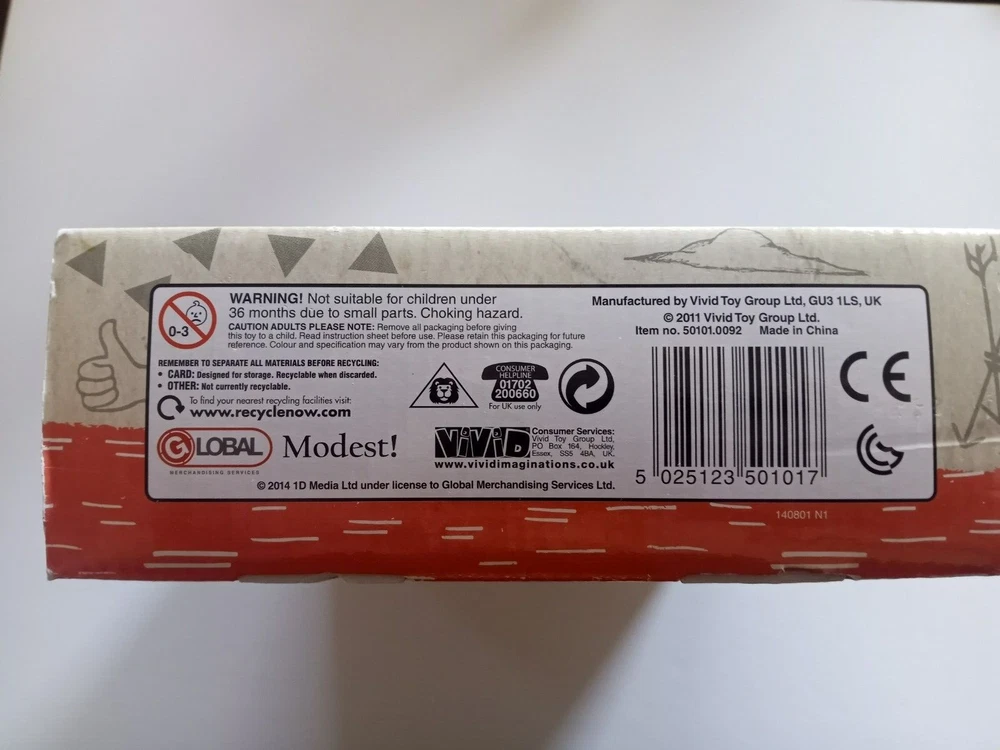 0-3
WARNING! Not suitable for children under
36 months due to small parts. Choking hazard.
CAUTION ADULTS PLEASE NOTE: Remove all packaging before giving
this toy to a child. Read instruction sheet before use. Please retain this packaging for future
reference. Colour and specification may vary from the product shown on this packaging.
REMEMBER TO SEPARATE ALL MATERIALS BEFORE RECYCLING:
• CARD: Designed for storage. Recyclable when discarded.
• OTHER: Not currently recyclable.
To find your nearest recycling facilities visit:
www.recyclenow.com
CONSUMER
HELPLINE
01702
200660
For UK use only
GLOBAL
MERCHANDISING SERVICES
Modest!
ViViD
Consumer Services:
Vivid Toy Group Ltd,
PO Box 164, Hockley,
Essex, SS5 4BA, UK.
www.vividimaginations.co.uk
© 2014 1D Media Ltd under license to Global Merchandising Services Ltd.
Manufactured by Vivid Toy Group Ltd, GU3 1LS, UK
© 2011 Vivid Toy Group Ltd.
Item no. 50101.0092 Made in China
5 025123 501017
CE
140801 N1